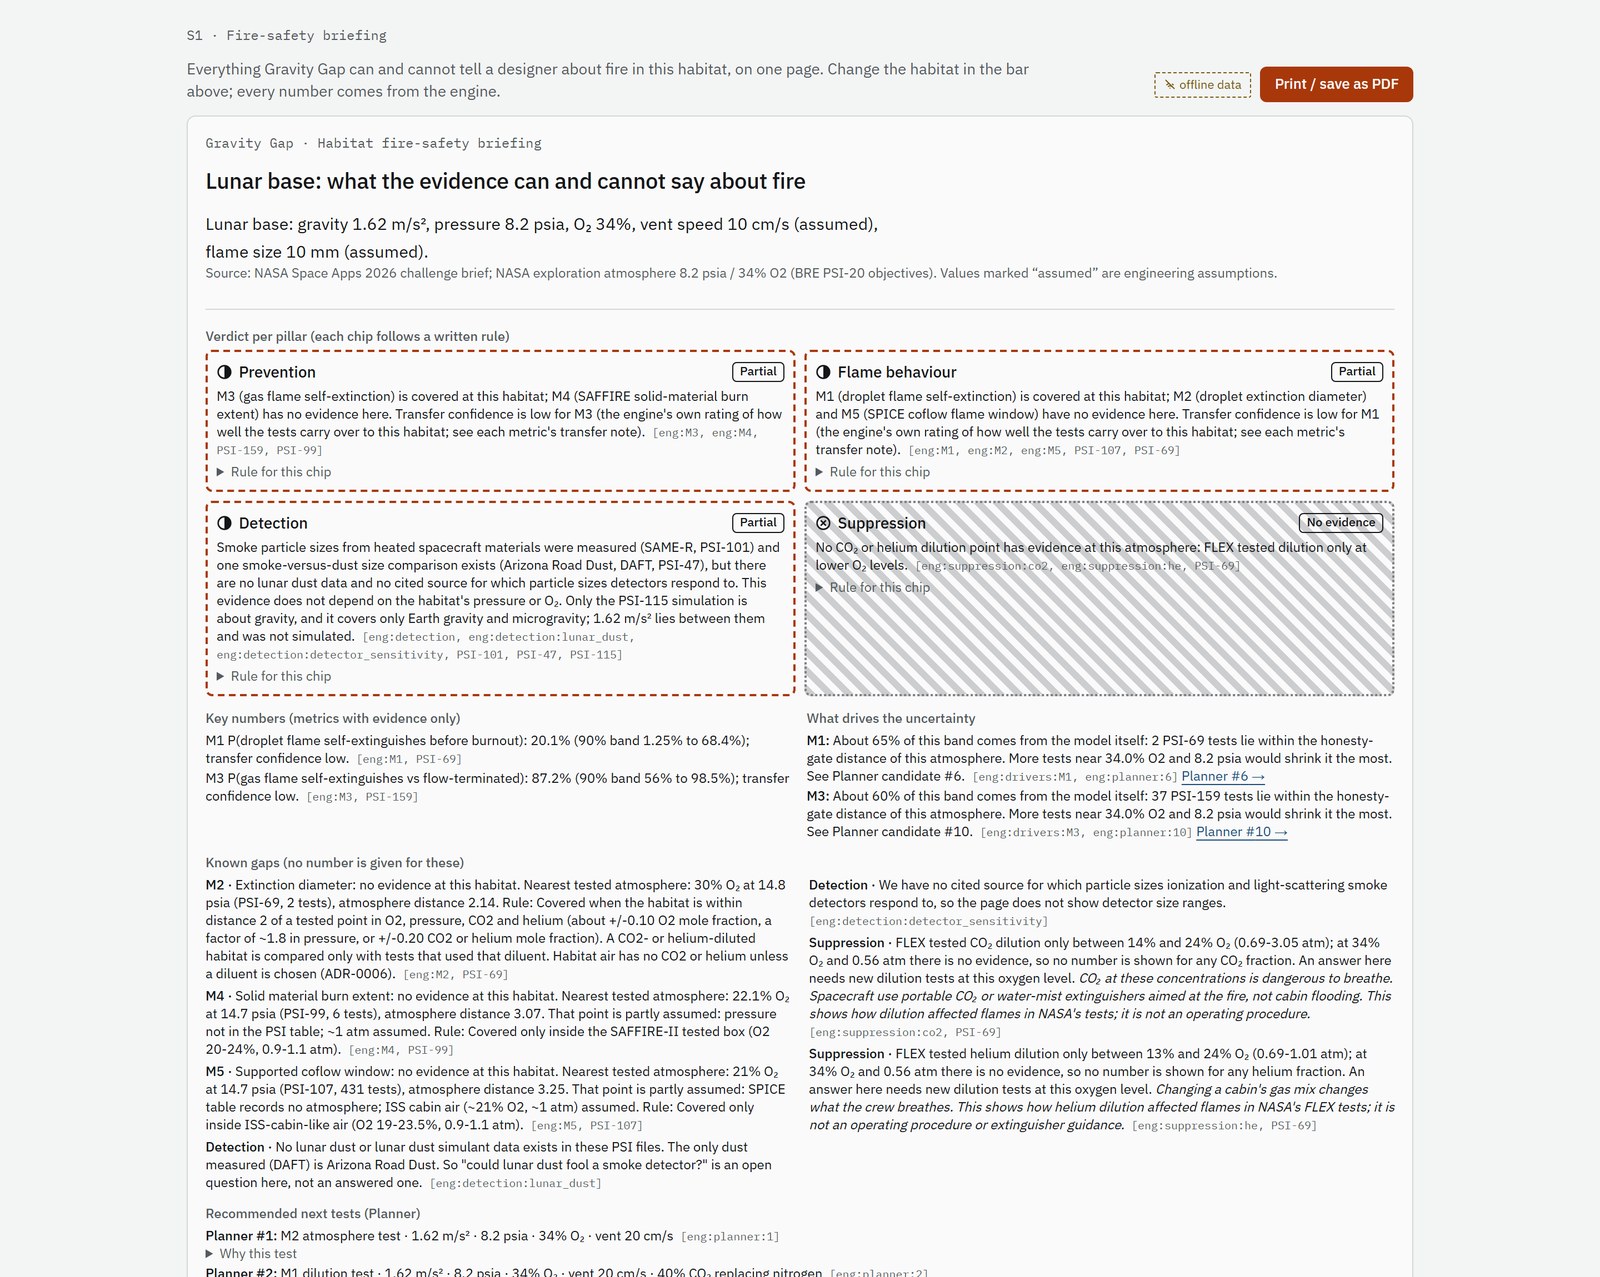 S1 · Fire-safety briefing
Everything Gravity Gap can and cannot tell a designer about fire in this habitat, on one page. Change the habitat in the bar
above; every number comes from the engine.
offline data
Print / save as PDF
Gravity Gap · Habitat fire-safety briefing
Lunar base: what the evidence can and cannot say about fire
Lunar base: gravity 1.62 m/s², pressure 8.2 psia, O₂ 34%, vent speed 10 cm/s (assumed),
flame size 10 mm (assumed).
Source: NASA Space Apps 2026 challenge brief; NASA exploration atmosphere 8.2 psia / 34% O2 (BRE PSI-20 objectives). Values marked “assumed” are engineering assumptions.
Verdict per pillar (each chip follows a written rule)
Prevention
Partial
M3 (gas flame self-extinction) is covered at this habitat; M4 (SAFFIRE solid-material burn
extent) has no evidence here. Transfer confidence is low for M3 (the engine's own rating of how
well the tests carry over to this habitat; see each metric's transfer note). [eng:M3, eng:M4,
PSI-159, PSI-99]
▶ Rule for this chip
Flame behaviour
Partial
M1 (droplet flame self-extinction) is covered at this habitat; M2 (droplet extinction diameter)
and M5 (SPICE coflow flame window) have no evidence here. Transfer confidence is low for M1
(the engine's own rating of how well the tests carry over to this habitat; see each metric's
transfer note). [eng:M1, eng:M2, eng:M5, PSI-107, PSI-69]
▶ Rule for this chip
Detection
Partial
Smoke particle sizes from heated spacecraft materials were measured (SAME-R, PSI-101) and
one smoke-versus-dust size comparison exists (Arizona Road Dust, DAFT, PSI-47), but there
are no lunar dust data and no cited source for which particle sizes detectors respond to. This
evidence does not depend on the habitat's pressure or O₂. Only the PSI-115 simulation is
about gravity, and it covers only Earth gravity and microgravity; 1.62 m/s² lies between them
and was not simulated. [eng:detection, eng:detection:lunar_dust,
eng:detection:detector_sensitivity, PSI-101, PSI-47, PSI-115]
▶ Rule for this chip
Suppression
No evidence
No CO₂ or helium dilution point has evidence at this atmosphere: FLEX tested dilution only at
lower O₂ levels. [eng:suppression:co2, eng:suppression:he, PSI-69]
▶ Rule for this chip
Key numbers (metrics with evidence only)
M1 P(droplet flame self-extinguishes before burnout): 20.1% (90% band 1.25% to 68.4%);
transfer confidence low. [eng:M1, PSI-69]
M3 P(gas flame self-extinguishes vs flow-terminated): 87.2% (90% band 56% to 98.5%); transfer
confidence low. [eng:M3, PSI-159]
What drives the uncertainty
M1: About 65% of this band comes from the model itself: 2 PSI-69 tests lie within the honesty-
gate distance of this atmosphere. More tests near 34.0% O2 and 8.2 psia would shrink it the most.
See Planner candidate #6. [eng:drivers:M1, eng:planner:6] Planner #6 →
M3: About 60% of this band comes from the model itself: 37 PSI-159 tests lie within the honesty-
gate distance of this atmosphere. More tests near 34.0% O2 and 8.2 psia would shrink it the most.
See Planner candidate #10. [eng:drivers:M3, eng:planner:10] Planner #10 →
Known gaps (no number is given for these)
M2 · Extinction diameter: no evidence at this habitat. Nearest tested atmosphere: 30% O₂ at 14.8
psia (PSI-69, 2 tests), atmosphere distance 2.14. Rule: Covered when the habitat is within
distance 2 of a tested point in O2, pressure, CO2 and helium (about +/-0.10 O2 mole fraction, a
factor of ~1.8 in pressure, or +/-0.20 CO2 or helium mole fraction). A CO2- or helium-diluted
habitat is compared only with tests that used that diluent. Habitat air has no CO2 or helium unless
a diluent is chosen (ADR-0006). [eng:M2, PSI-69]
M4 · Solid material burn extent: no evidence at this habitat. Nearest tested atmosphere: 22.1% O₂
at 14.7 psia (PSI-99, 6 tests), atmosphere distance 3.07. That point is partly assumed: pressure
not in the PSI table; ~1 atm assumed. Rule: Covered only inside the SAFFIRE-II tested box (O2
20-24%, 0.9-1.1 atm). [eng:M4, PSI-99]
M5 · Supported coflow window: no evidence at this habitat. Nearest tested atmosphere: 21% O₂
at 14.7 psia (PSI-107, 431 tests), atmosphere distance 3.25. That point is partly assumed: SPICE
table records no atmosphere; ISS cabin air (~21% O2, ~1 atm) assumed. Rule: Covered only
inside ISS-cabin-like air (O2 19-23.5%, 0.9-1.1 atm). [eng:M5, PSI-107]
Detection · No lunar dust or lunar dust simulant data exists in these PSI files. The only dust
measured (DAFT) is Arizona Road Dust. So "could lunar dust fool a smoke detector?" is an open
question here, not an answered one. [eng:detection:lunar_dust]
Detection · We have no cited source for which particle sizes ionization and light-scattering smoke
detectors respond to, so the page does not show detector size ranges.
[eng:detection:detector_sensitivity]
Suppression · FLEX tested CO₂ dilution only between 14% and 24% O₂ (0.69-3.05 atm); at 34%
O₂ and 0.56 atm there is no evidence, so no number is shown for any CO₂ fraction. An answer here
needs new dilution tests at this oxygen level. CO₂ at these concentrations is dangerous to breathe.
Spacecraft use portable CO₂ or water-mist extinguishers aimed at the fire, not cabin flooding. This
shows how dilution affected flames in NASA's tests; it is not an operating procedure.
[eng:suppression:co2, PSI-69]
Suppression · FLEX tested helium dilution only between 13% and 24% O₂ (0.69-1.01 atm); at
34% O₂ and 0.56 atm there is no evidence, so no number is shown for any helium fraction. An
answer here needs new dilution tests at this oxygen level. Changing a cabin's gas mix changes
what the crew breathes. This shows how helium dilution affected flames in NASA's FLEX tests; it is
not an operating procedure or extinguisher guidance. [eng:suppression:he, PSI-69]
Recommended next tests (Planner)
Planner #1: M2 atmosphere test · 1.62 m/s² · 8.2 psia · 34% O₂ · vent 20 cm/s [eng:planner:1]
▶ Why this test
Planner #2: M1 dilution test · 1.62 m/s² · 8.2 psia · 34% O₂ · vent 20 cm/s · 40% CO₂ replacing nitrogen [eng:planner:2]